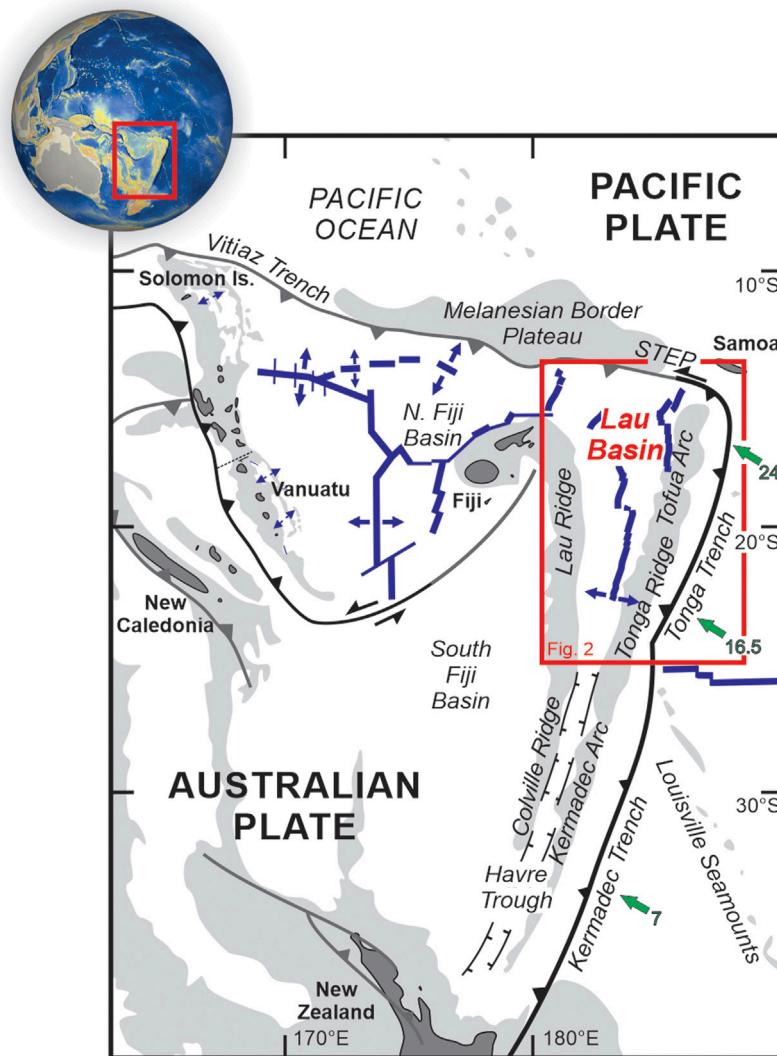 PACIFIC
OCEAN
PACIFIC
PLATE
Vitiaz Trench
Solomon Is.
10°S
Melanesian Border
Plateau
STEP
Samoa
N. Fiji
Basin
Lau
Basin
24
Vanuatu
Fiji
Lau Ridge
Tofua Arc
Tonga Ridge
Tonga Trench
20°S
New
Caledonia
16.5
South
Fiji
Basin
Fig. 2
AUSTRALIAN
PLATE
Colville Ridge
Kermadec Arc
Louisville Seamounts
30°S
Havre
Trough
Kermadec Trench
7
New
Zealand
170°E
180°E